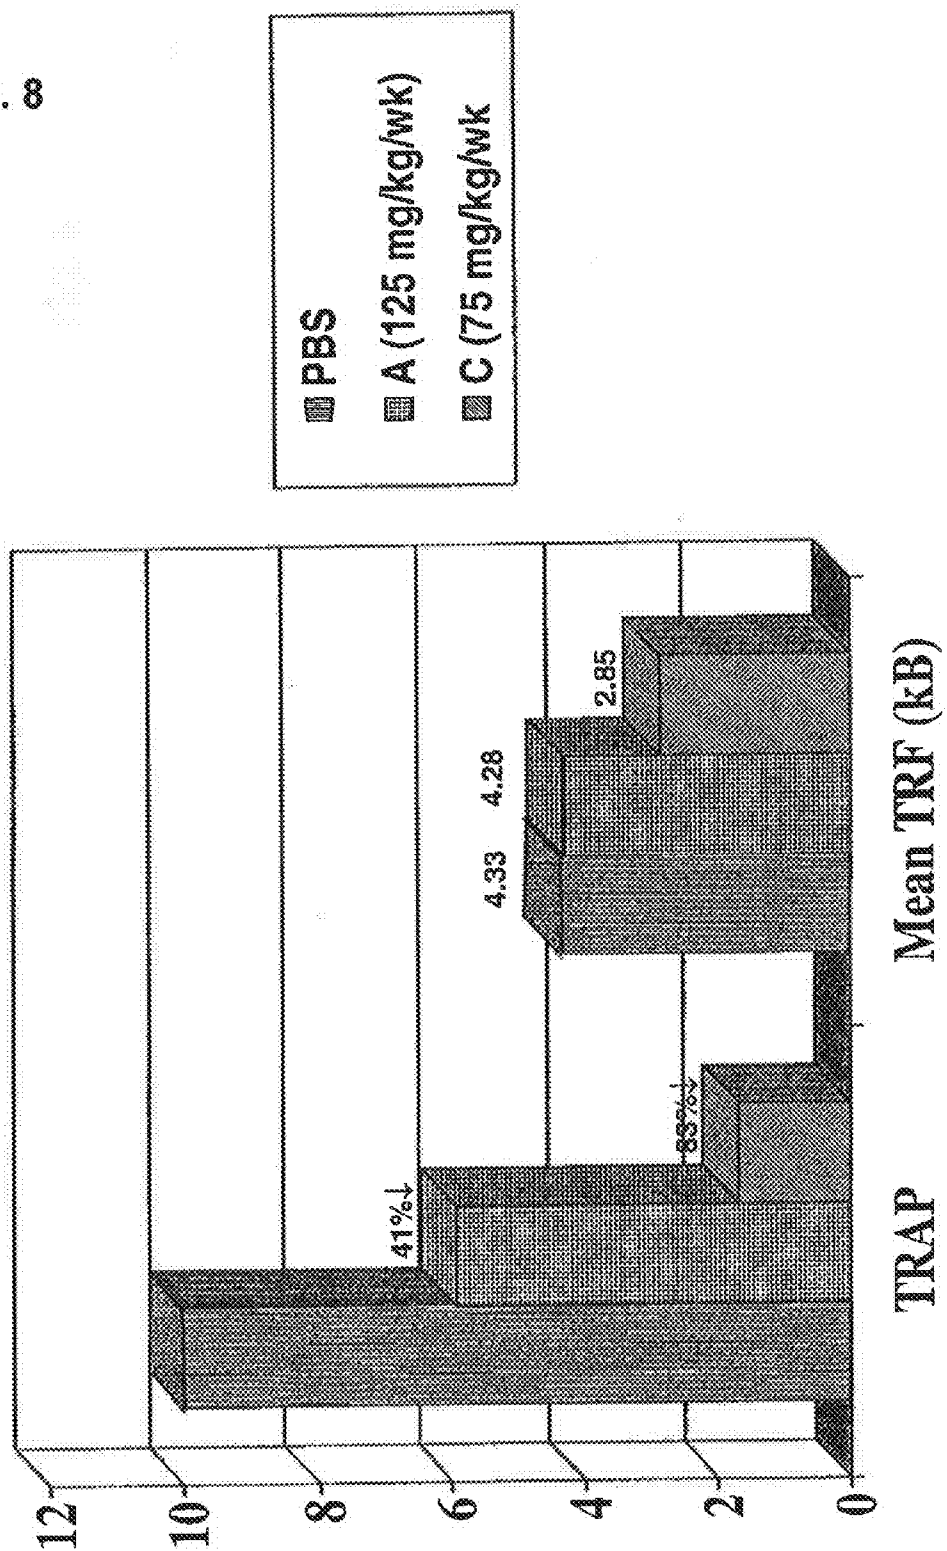 . 8
PBS
A (125 mg/kg/wk)
C (75 mg/kg/wk
12
10
8
6
4
2
0
41%↓
83%↓
4.33
4.28
2.85
TRAP
Mean TRF (kB)